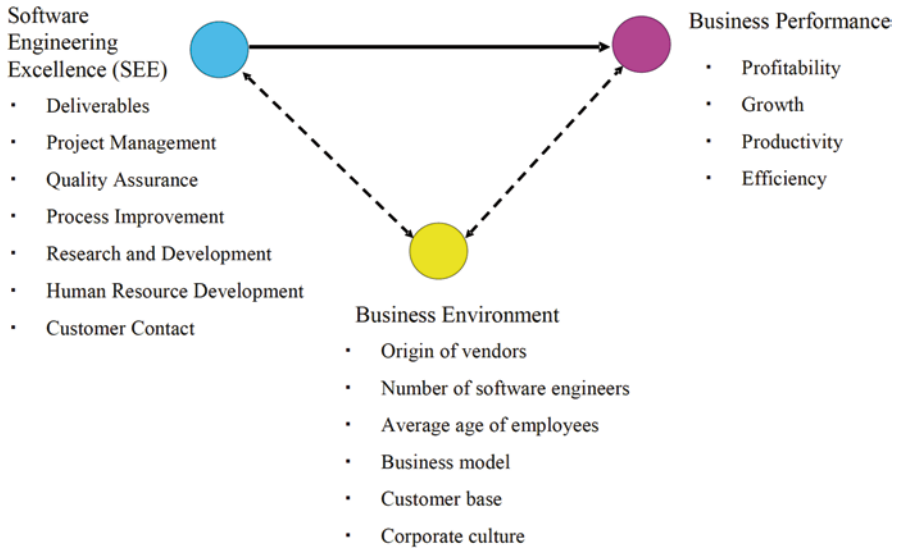 Software
Engineering
Excellence (SEE)
▪ Deliverables
▪ Project Management
▪ Quality Assurance
▪ Process Improvement
▪ Research and Development
▪ Human Resource Development
▪ Customer Contact
Business Performance
▪ Profitability
▪ Growth
▪ Productivity
▪ Efficiency
Business Environment
▪ Origin of vendors
▪ Number of software engineers
▪ Average age of employees
▪ Business model
▪ Customer base
▪ Corporate culture